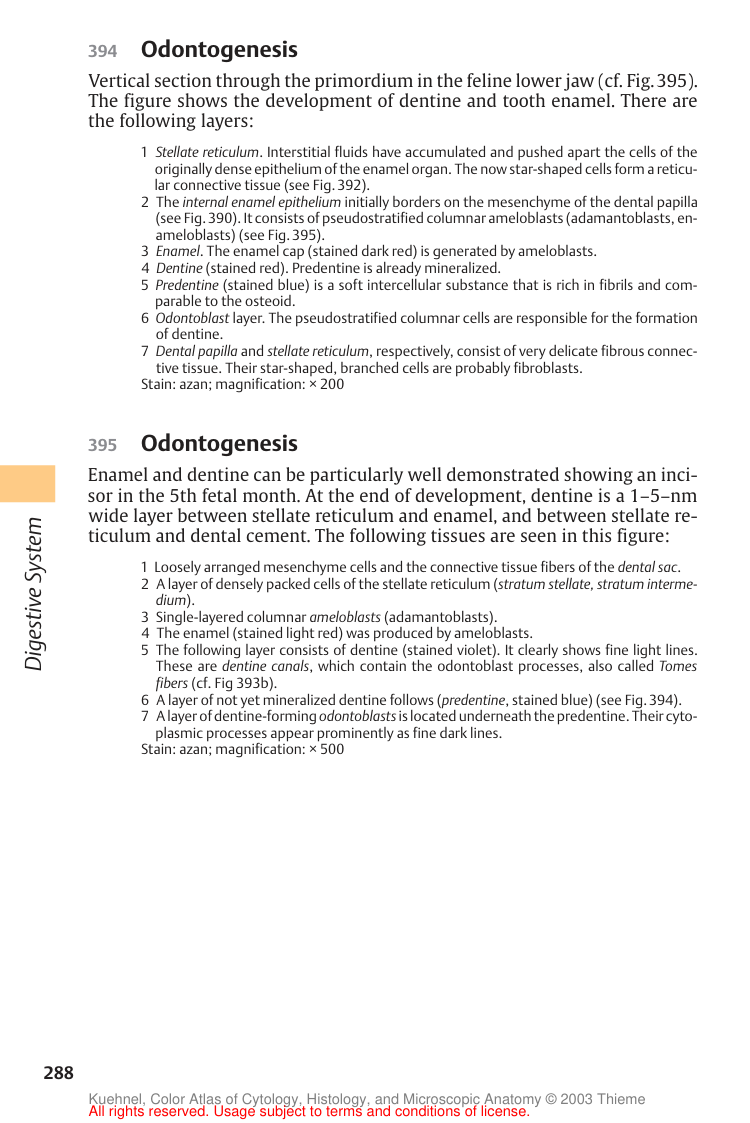 394 Odontogenesis
Vertical section through the primordium in the feline lower jaw (cf. Fig. 395).
The figure shows the development of dentine and tooth enamel. There are
the following layers:
1 Stellate reticulum. Interstitial fluids have accumulated and pushed apart the cells of the
originally dense epithelium of the enamel organ. The now star-shaped cells form a reticu-
lar connective tissue (see Fig. 392).
2 The internal enamel epithelium initially borders on the mesenchyme of the dental papilla
(see Fig. 390). It consists of pseudostratified columnar ameloblasts (adamantoblasts, en-
ameloblasts) (see Fig. 395).
3 Enamel. The enamel cap (stained dark red) is generated by ameloblasts.
4 Dentine (stained red). Predentine is already mineralized.
5 Predentine (stained blue) is a soft intercellular substance that is rich in fibrils and com-
parable to the osteoid.
6 Odontoblast layer. The pseudostratified columnar cells are responsible for the formation
of dentine.
7 Dental papilla and stellate reticulum, respectively, consist of very delicate fibrous connec-
tive tissue. Their star-shaped, branched cells are probably fibroblasts.
Stain: azan; magnification: × 200
395 Odontogenesis
Enamel and dentine can be particularly well demonstrated showing an inci-
sor in the 5th fetal month. At the end of development, dentine is a 1–5–nm
wide layer between stellate reticulum and enamel, and between stellate re-
ticulum and dental cement. The following tissues are seen in this figure:
1 Loosely arranged mesenchyme cells and the connective tissue fibers of the dental sac.
2 A layer of densely packed cells of the stellate reticulum (stratum stellate, stratum interme-
dium).
3 Single-layered columnar ameloblasts (adamantoblasts).
4 The enamel (stained light red) was produced by ameloblasts.
5 The following layer consists of dentine (stained violet). It clearly shows fine light lines.
These are dentine canals, which contain the odontoblast processes, also called Tomes
fibers (cf. Fig 393b).
6 A layer of not yet mineralized dentine follows (predentine, stained blue) (see Fig. 394).
7 A layer of dentine-forming odontoblasts is located underneath the predentine. Their cyto-
plasmic processes appear prominently as fine dark lines.
Stain: azan; magnification: × 500
Digestive System
288
Kuehnel, Color Atlas of Cytology, Histology, and Microscopic Anatomy © 2003 Thieme
All rights reserved. Usage subject to terms and conditions of license.